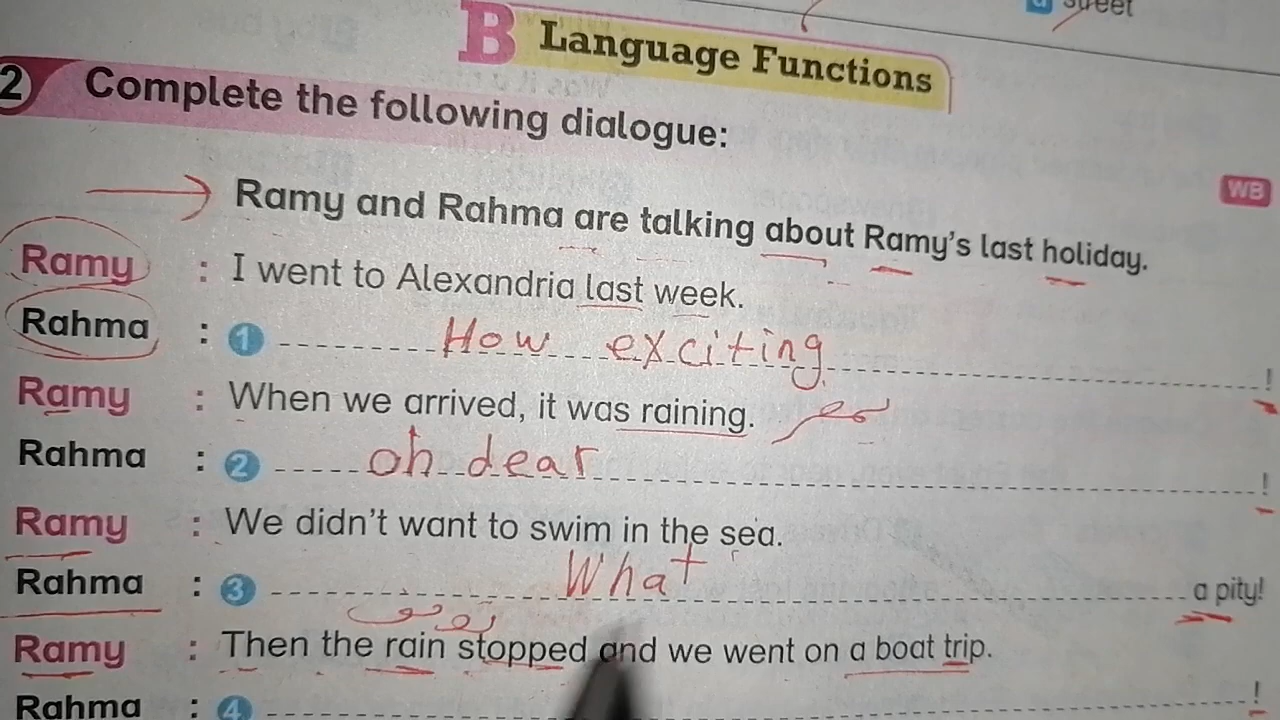 d street
B Language Functions
2 Complete the following dialogue:
WB
Ramy and Rahma are talking about Ramy's last holiday.
Ramy : I went to Alexandria last week.
Rahma : 1 How exciting !
Ramy : When we arrived, it was raining.
Rahma : 2 oh dear !
Ramy : We didn't want to swim in the sea.
Rahma : 3 What a pity!
Ramy : Then the rain stopped and we went on a boat trip.
Rahma : 4 !